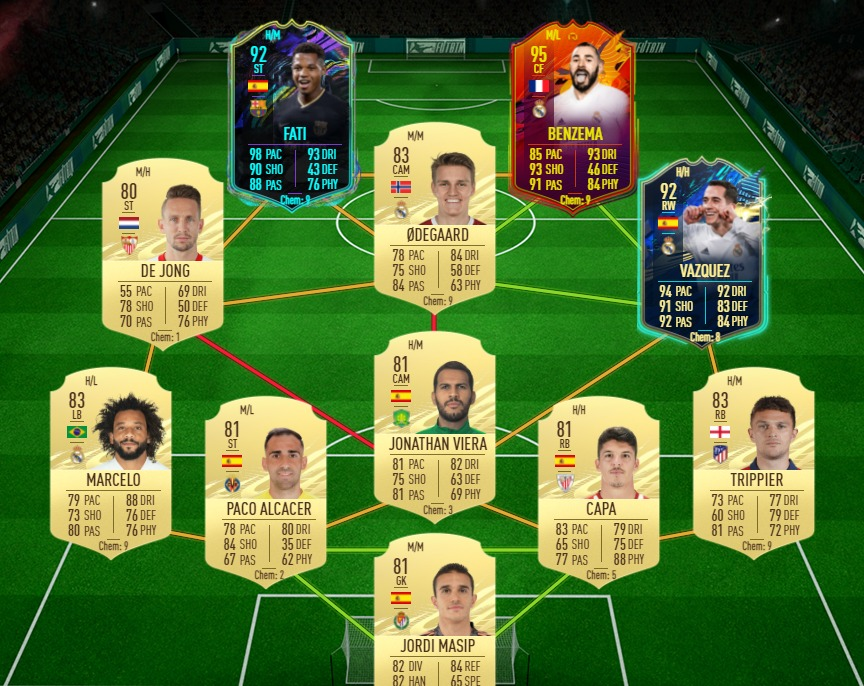 FUTBIN
FUTBIN
FUTBIN
H/M
92
ST
FATI
98 PAC 93 DRI
90 SHO 43 DEF
88 PAS 76 PHY
Chem: 9
M/L
95
CF
BENZEMA
85 PAC 93 DRI
93 SHO 46 DEF
91 PAS 84 PHY
Chem: 9
M/H
80
ST
DE JONG
55 PAC 69 DRI
78 SHO 50 DEF
70 PAS 76 PHY
Chem: 1
M/M
83
CAM
ØDEGAARD
78 PAC 84 DRI
75 SHO 58 DEF
84 PAS 63 PHY
Chem: 9
H/H
92
RW
VAZQUEZ
94 PAC 92 DRI
91 SHO 83 DEF
92 PAS 84 PHY
Chem: 8
H/L
83
LB
MARCELO
79 PAC 88 DRI
73 SHO 76 DEF
80 PAS 76 PHY
Chem: 9
M/L
81
ST
PACO ALCACER
78 PAC 80 DRI
84 SHO 35 DEF
67 PAS 62 PHY
Chem: 2
H/M
81
CAM
JONATHAN VIERA
81 PAC 82 DRI
75 SHO 63 DEF
81 PAS 69 PHY
Chem: 3
H/H
81
RB
CAPA
83 PAC 79 DRI
65 SHO 75 DEF
77 PAS 88 PHY
Chem: 5
H/M
83
RB
TRIPPIER
73 PAC 77 DRI
60 SHO 79 DEF
81 PAS 72 PHY
Chem: 9
M/M
81
GK
JORDI MASIP
82 DIV 84 REF
82 HAN 65 SPE